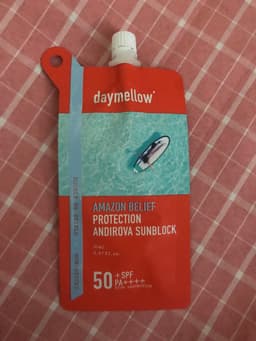 daymellow
AMAZON BELIEF
PROTECTION
ANDIROVA SUNBLOCK
50
+SPF
PA++++